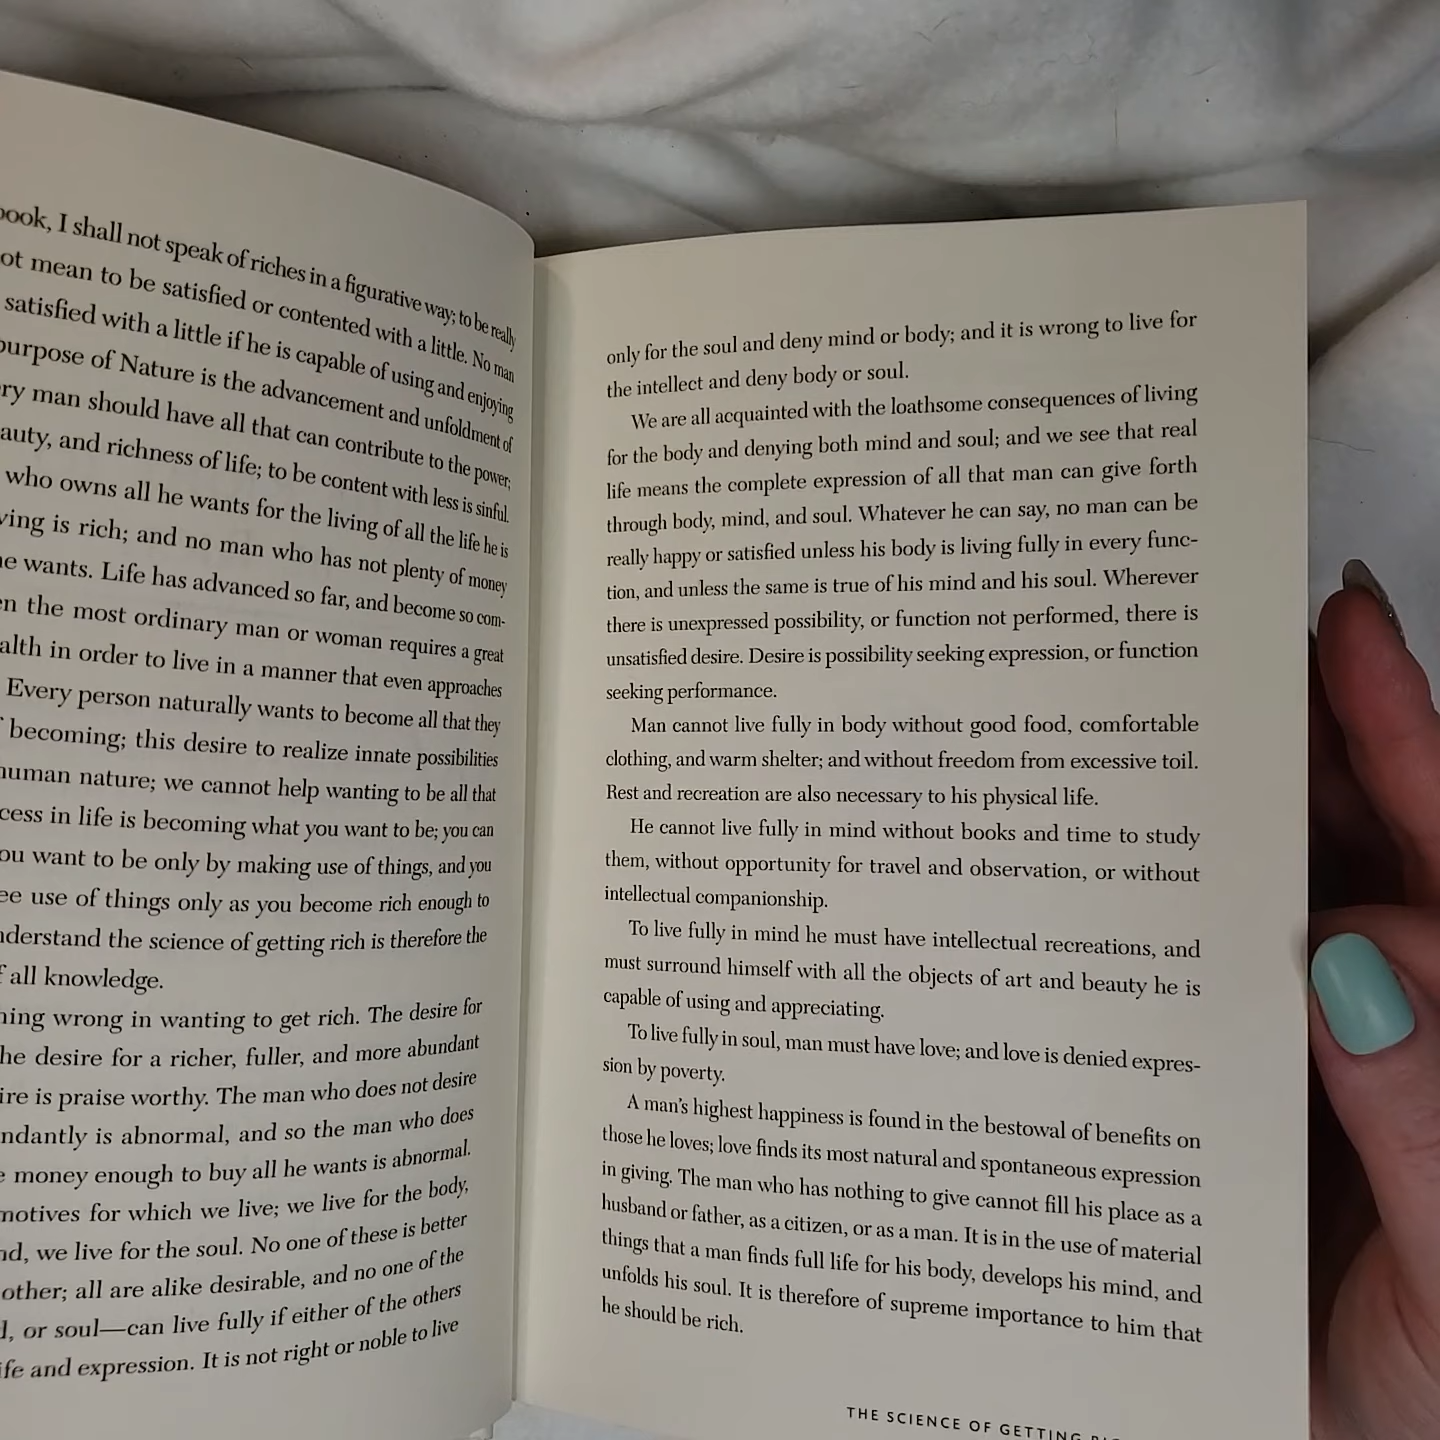 book, I shall not speak of riches in a figurative way; to be really
not mean to be satisfied or contented with a little. No man
satisfied with a little if he is capable of using and enjoying
purpose of Nature is the advancement and unfoldment of
man should have all that can contribute to the power,
and richness of life; to be content with less is sinful.
who owns all he wants for the living of all the life he is
is rich; and no man who has not plenty of money
he wants. Life has advanced so far, and become so com-
the most ordinary man or woman requires a great
in order to live in a manner that even approaches
Every person naturally wants to become all that they
becoming; this desire to realize innate possibilities
human nature; we cannot help wanting to be all that
in life is becoming what you want to be; you can
you want to be only by making use of things, and you
use of things only as you become rich enough to
understand the science of getting rich is therefore the
all knowledge.
wrong in wanting to get rich. The desire for
the desire for a richer, fuller, and more abundant
is praise worthy. The man who does not desire
is abnormal, and so the man who does
money enough to buy all he wants is abnormal.
motives for which we live; we live for the body,
we live for the soul. No one of these is better
other; all are alike desirable, and no one of the
or soul—can live fully if either of the others
and expression. It is not right or noble to live
only for the soul and deny mind or body; and it is wrong to live for
the intellect and deny body or soul.
We are all acquainted with the loathsome consequences of living
for the body and denying both mind and soul; and we see that real
life means the complete expression of all that man can give forth
through body, mind, and soul. Whatever he can say, no man can be
really happy or satisfied unless his body is living fully in every func-
tion, and unless the same is true of his mind and his soul. Wherever
there is unexpressed possibility, or function not performed, there is
unsatisfied desire. Desire is possibility seeking expression, or function
seeking performance.
Man cannot live fully in body without good food, comfortable
clothing, and warm shelter; and without freedom from excessive toil.
Rest and recreation are also necessary to his physical life.
He cannot live fully in mind without books and time to study
them, without opportunity for travel and observation, or without
intellectual companionship.
To live fully in mind he must have intellectual recreations, and
must surround himself with all the objects of art and beauty he is
capable of using and appreciating.
To live fully in soul, man must have love; and love is denied expres-
sion by poverty.
A man's highest happiness is found in the bestowal of benefits on
those he loves; love finds its most natural and spontaneous expression
in giving. The man who has nothing to give cannot fill his place as a
husband or father, as a citizen, or as a man. It is in the use of material
things that a man finds full life for his body, develops his mind, and
unfolds his soul. It is therefore of supreme importance to him that
he should be rich.
THE SCIENCE OF GETTING